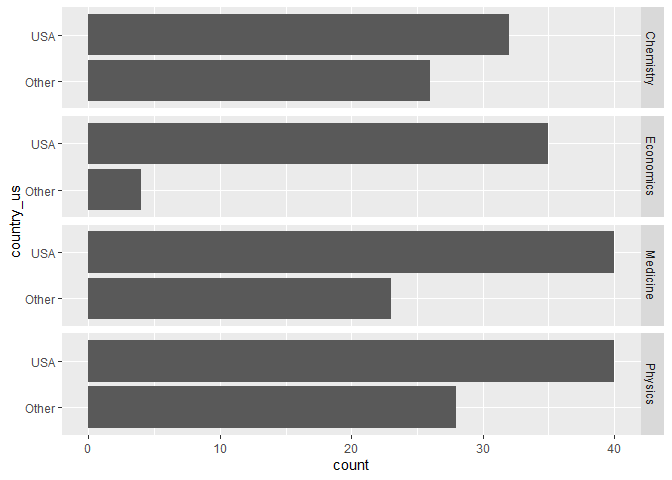 USA
Other
Chemistry
USA
Other
Economics
USA
Other
Medicine
USA
Other
Physics
country_us
0 10 20 30 40
count